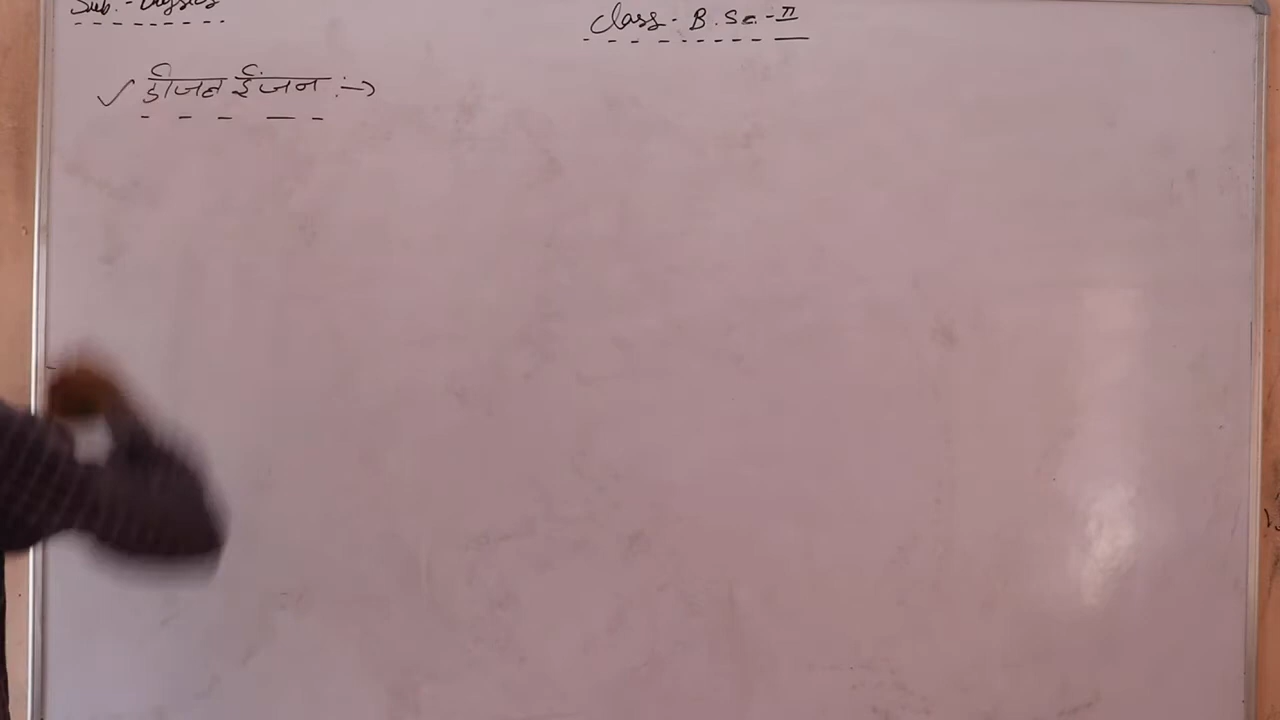 Sub. - Physics
Class - B. Sc. - II
✓ डीजल इंजन :->